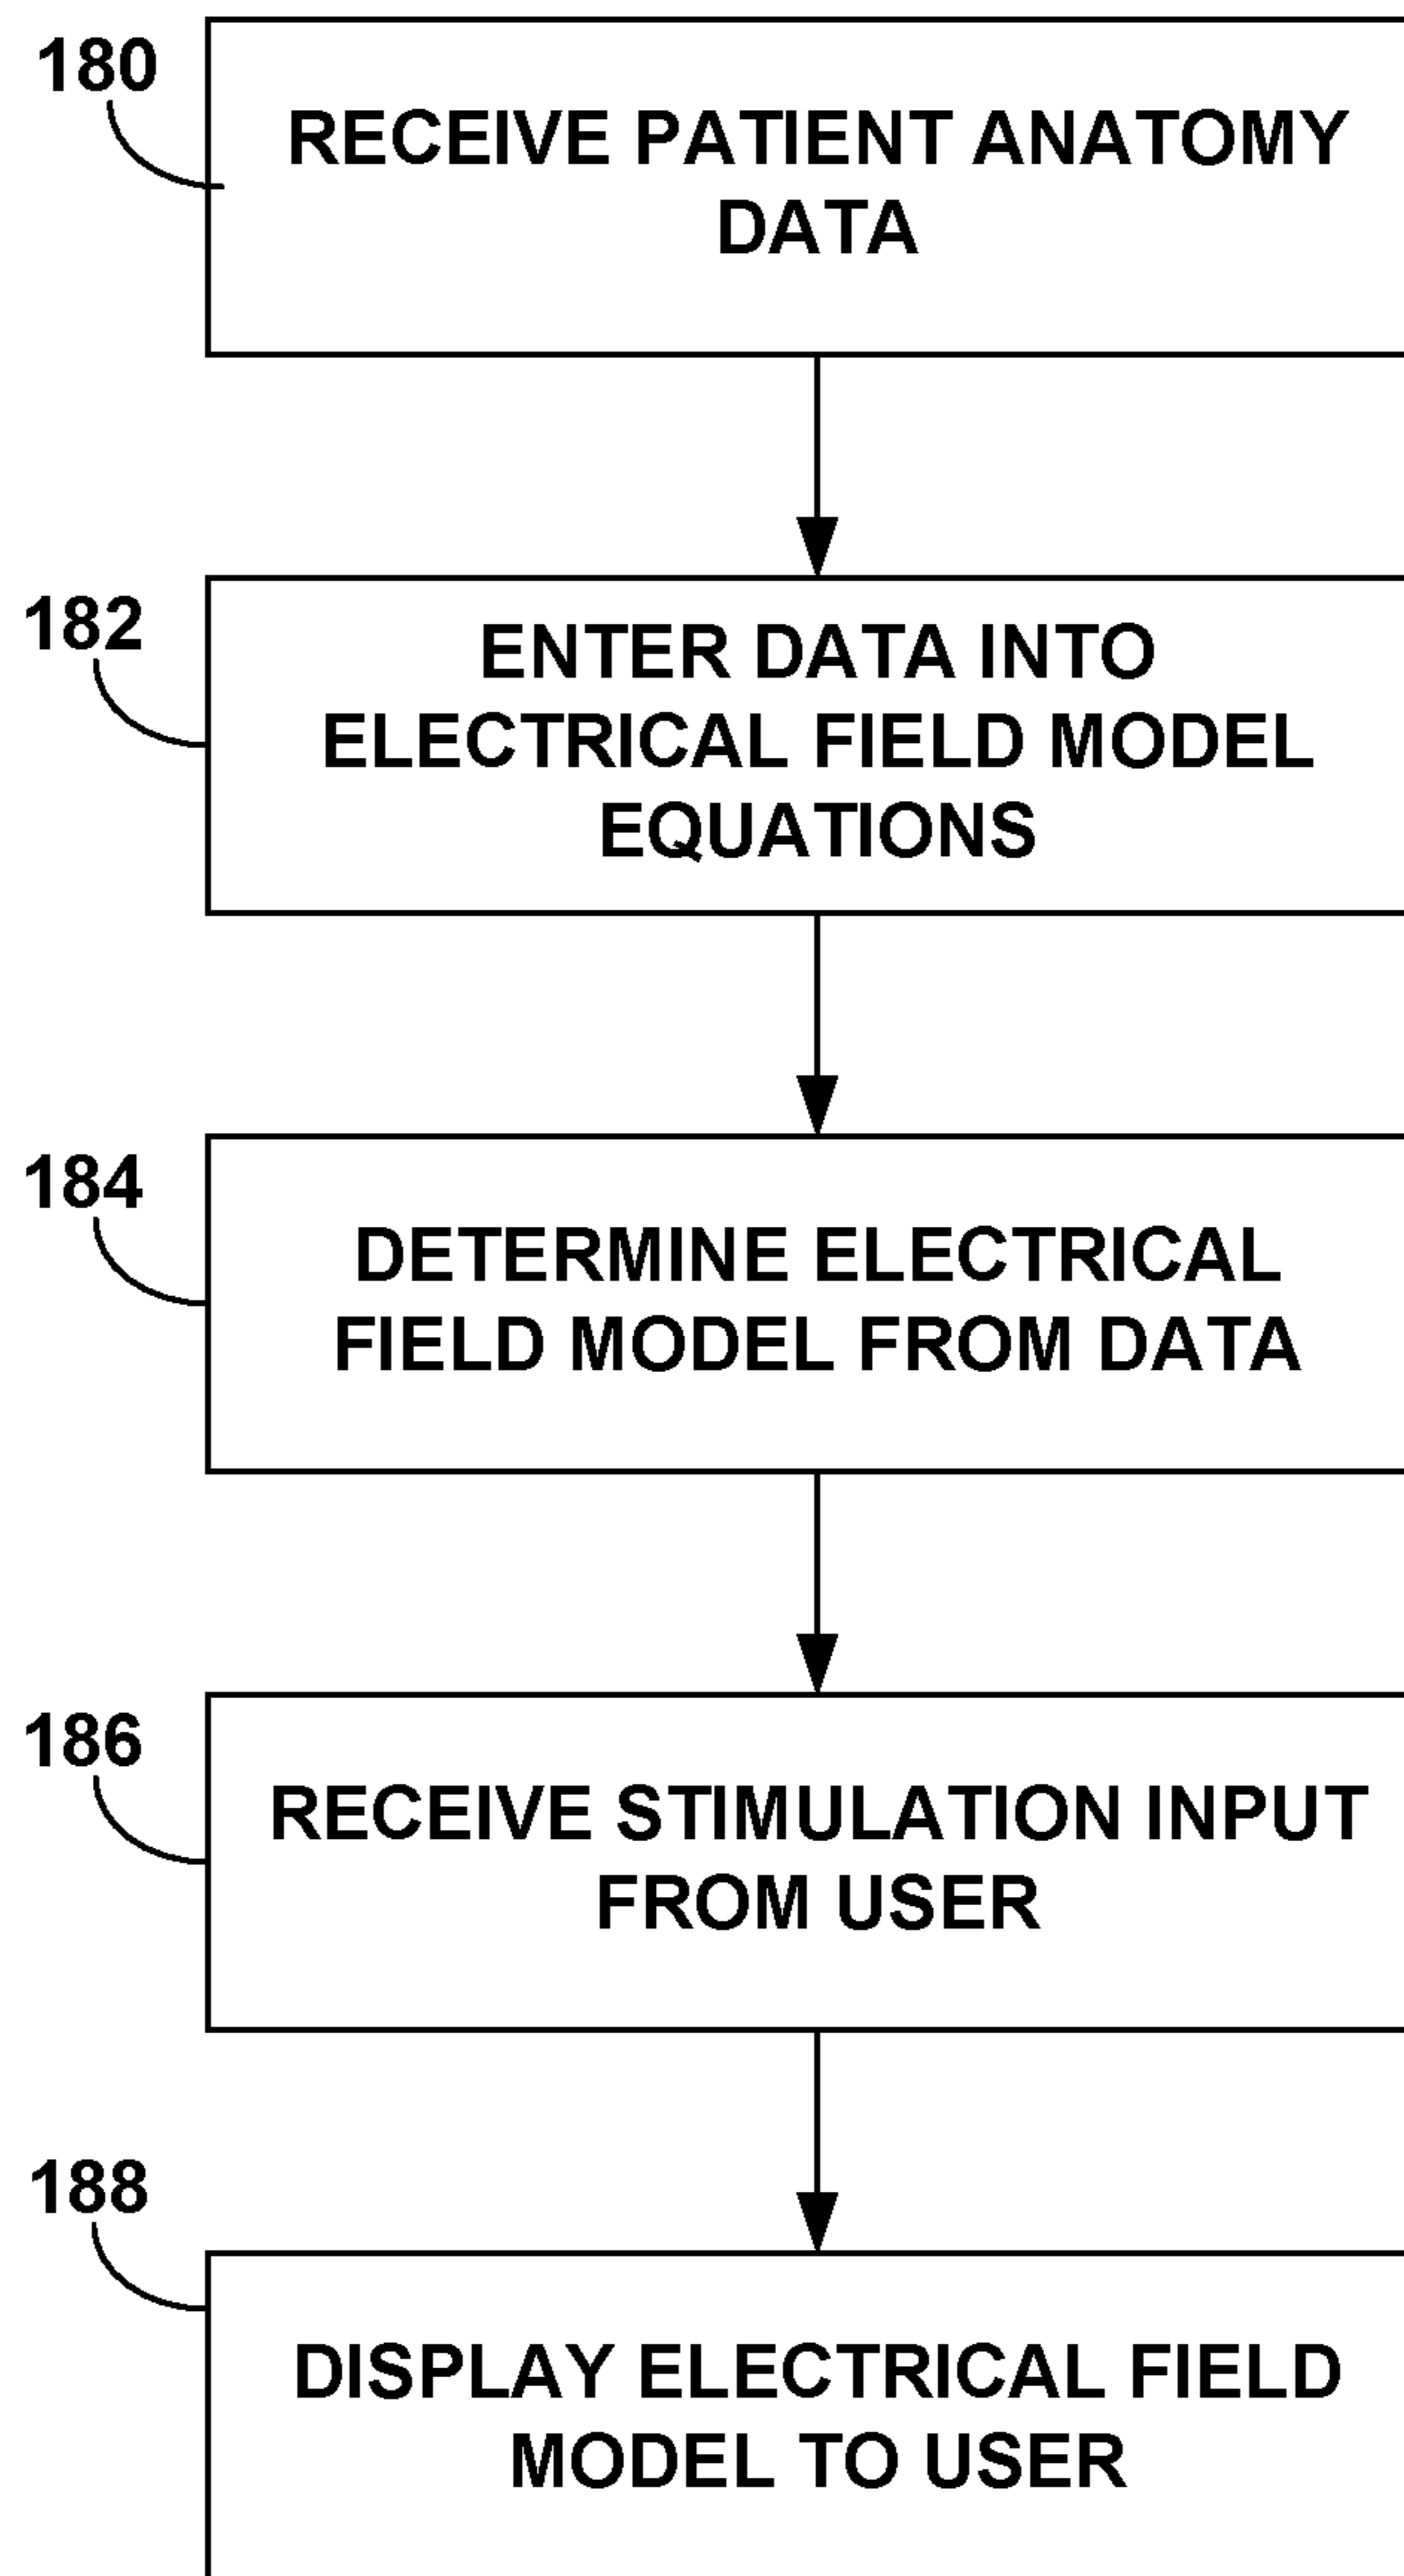 180
RECEIVE PATIENT ANATOMY
DATA
182
ENTER DATA INTO
ELECTRICAL FIELD MODEL
EQUATIONS
184
DETERMINE ELECTRICAL
FIELD MODEL FROM DATA
186
RECEIVE STIMULATION INPUT
FROM USER
188
DISPLAY ELECTRICAL FIELD
MODEL TO USER